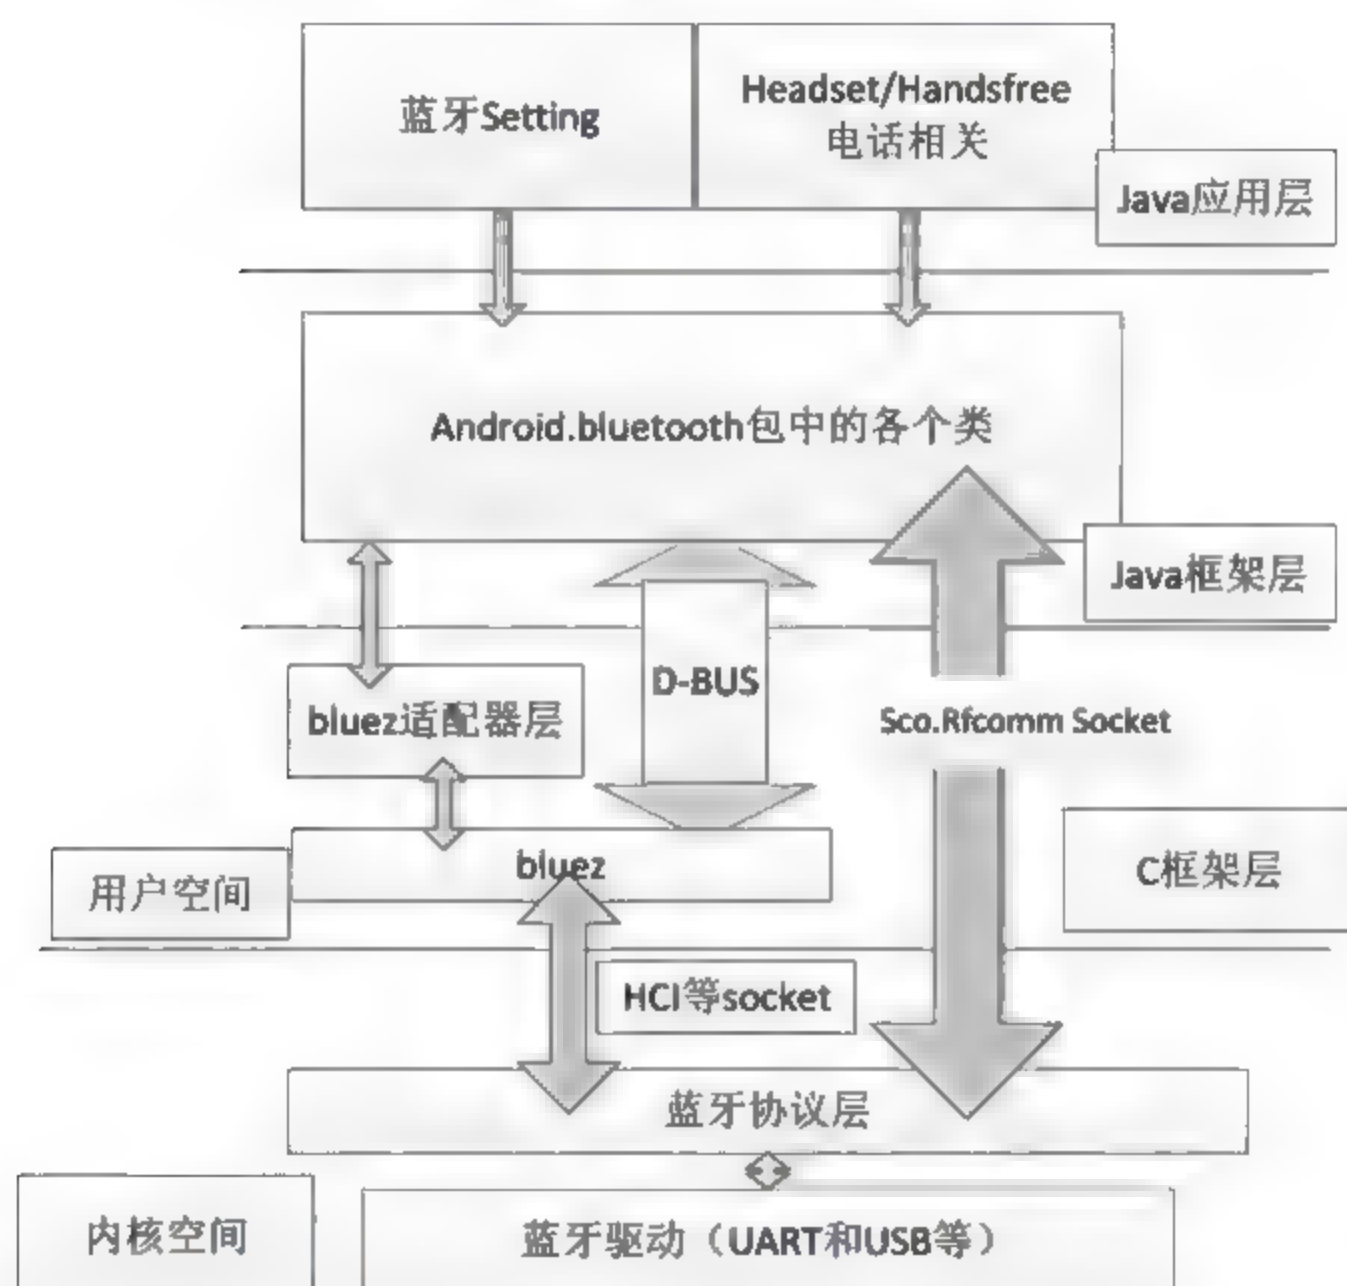 蓝牙Setting
Headset/Handsfree
电话相关
Java应用层
Android.bluetooth包中的各个类
Java框架层
D-BUS
bluez适配器层
Sco.Rfcomm Socket
bluez
C框架层
用户空间
HCI等socket
蓝牙协议层
内核空间
蓝牙驱动（UART和USB等）